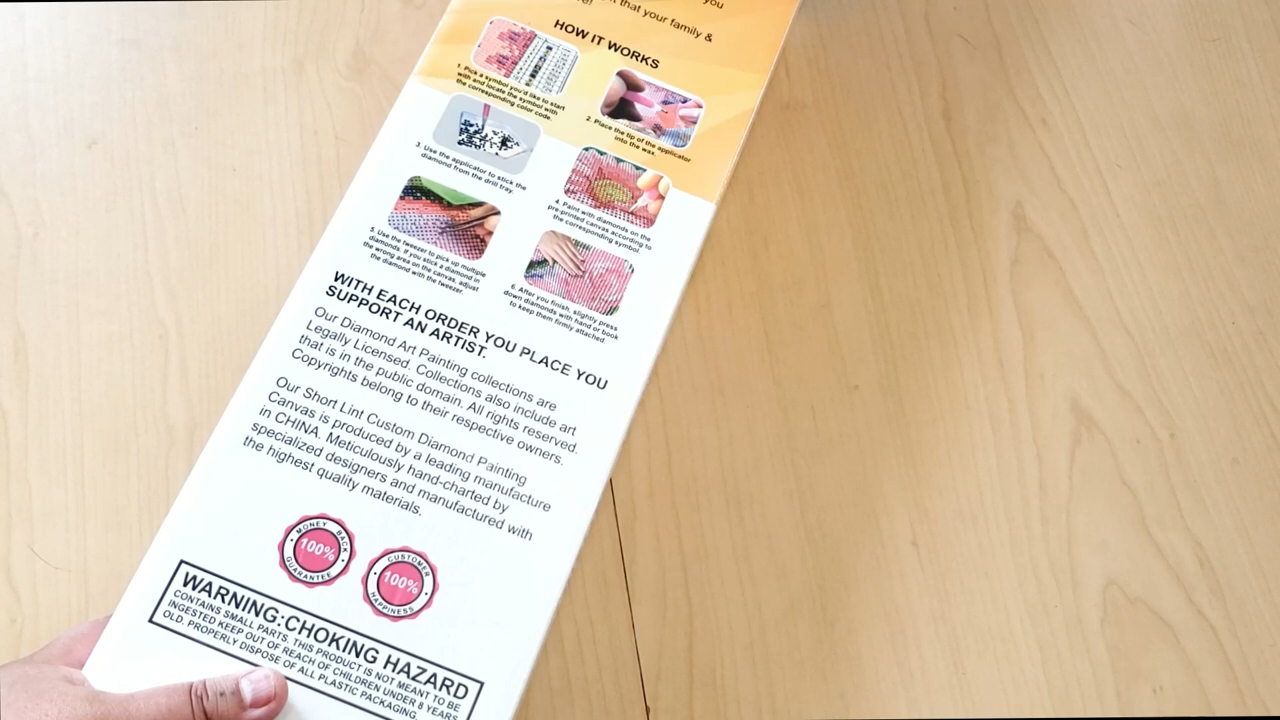 you
that your family &
HOW IT WORKS
1. Pick a symbol you'd like to start
with and locate the symbol with
the corresponding color code.
2. Place the tip of the applicator
into the wax.
3. Use the applicator to stick the
diamond from the drill tray.
4. Paint with diamonds on the
pre-printed canvas according to
the corresponding symbol.
5. Use the tweezer to pick up multiple
diamonds. If you stick a diamond in
the wrong area on the canvas, adjust
the diamond with the tweezer.
6. After you finish, slightly press
down diamonds with hand or book
to keep them firmly attached.
WITH EACH ORDER YOU PLACE YOU
SUPPORT AN ARTIST.
Our Diamond Art Painting collections are
Legally Licensed. Collections also include art
that is in the public domain. All rights reserved.
Copyrights belong to their respective owners.
Our Short Lint Custom Diamond Painting
Canvas is produced by a leading manufacture
in CHINA. Meticulously hand-charted by
specialized designers and manufactured with
the highest quality materials.
MONEY BACK
100%
GUARANTEE
CUSTOMER
100%
HAPPINESS
WARNING:CHOKING HAZARD
CONTAINS SMALL PARTS. THIS PRODUCT IS NOT MEANT TO BE
INGESTED KEEP OUT OF REACH OF CHILDREN UNDER 8 YEARS
OLD. PROPERLY DISPOSE OF ALL PLASTIC PACKAGING.